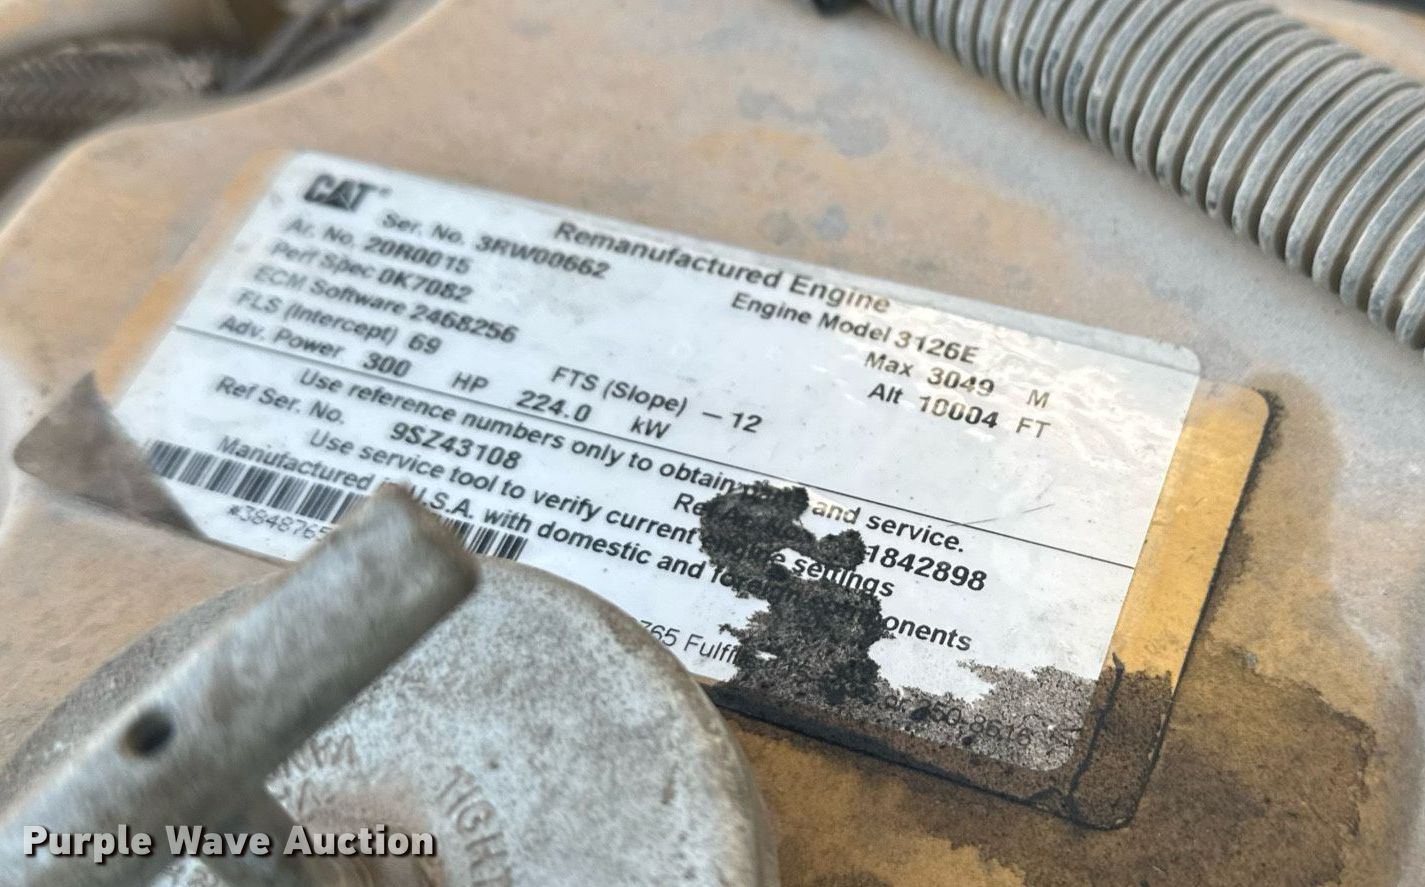 CAT®
Remanufactured Engine
Ser. No. 3RW00662
Engine Model 3126E
Ar. No. 20R0015
Max 3049 M
Perf Spec 0K7082
Alt 10004 FT
ECM Software 2468256
FLS (Intercept) 69 FTS (Slope) – 12
Adv. Power 300 HP 224.0 kW
Use reference numbers only to obtain and service.
Ref Ser. No. 9SZ43108 1842898
Use service tool to verify current settings
Manufactured U.S.A. with domestic and
*3848765
765
TIGHT
Purple Wave Auction